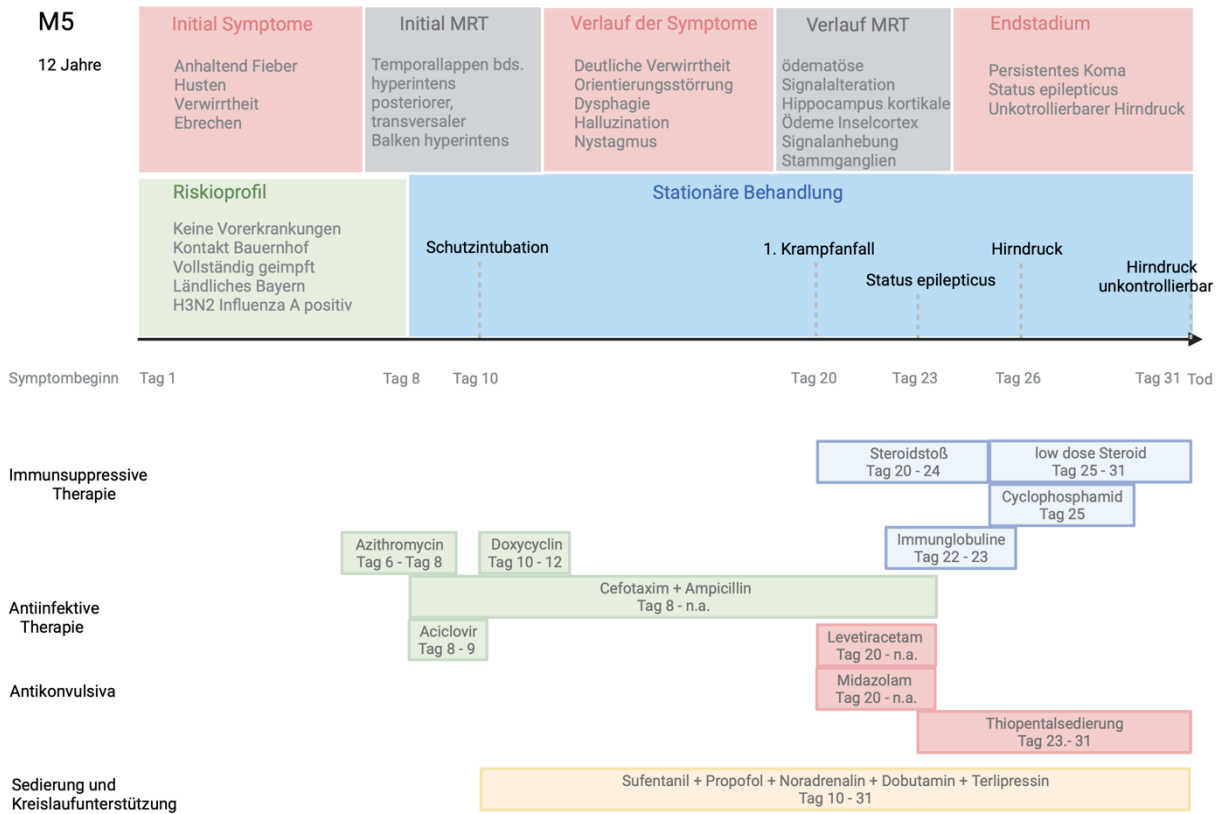 M5
12 Jahre
Initial Symptome
Anhaltend Fieber
Husten
Verwirrtheit
Ebrechen
Initial MRT
Temporallappen bds.
hyperintens
posteriorer,
transversaler
Balken hyperintens
Verlauf der Symptome
Deutliche Verwirrtheit
Orientierungsstörung
Dysphagie
Halluzination
Nystagmus
Verlauf MRT
ödematöse
Signalalteration
Hippocampus kortikale
Ödeme Inselcortex
Signalanhebung
Stammganglien
Endstadium
Persistentes Koma
Status epilepticus
Unkotrollierbarer Hirndruck
Riskioprofil
Keine Vorerkrankungen
Kontakt Bauernhof
Vollständig geimpft
Ländliches Bayern
H3N2 Influenza A positiv
Stationäre Behandlung
Schutzintubation
1. Krampfanfall
Status epilepticus
Hirndruck
Hirndruck
unkontrollierbar
Symptombeginn
Tag 1
Tag 8
Tag 10
Tag 20
Tag 23
Tag 26
Tag 31
Tod
Immunsuppressive
Therapie
Steroidstoß
Tag 20 - 24
low dose Steroid
Tag 25 - 31
Cyclophosphamid
Tag 25
Immunglobuline
Tag 22 - 23
Antiinfektive
Therapie
Azithromycin
Tag 6 - Tag 8
Doxycyclin
Tag 10 - 12
Cefotaxim + Ampicillin
Tag 8 - n.a.
Aciclovir
Tag 8 - 9
Antikonvulsiva
Levetiracetam
Tag 20 - n.a.
Midazolam
Tag 20 - n.a.
Thiopentalsedierung
Tag 23.- 31
Sedierung und
Kreislaufunterstützung
Sufentanil + Propofol + Noradrenalin + Dobutamin + Terlipressin
Tag 10 - 31